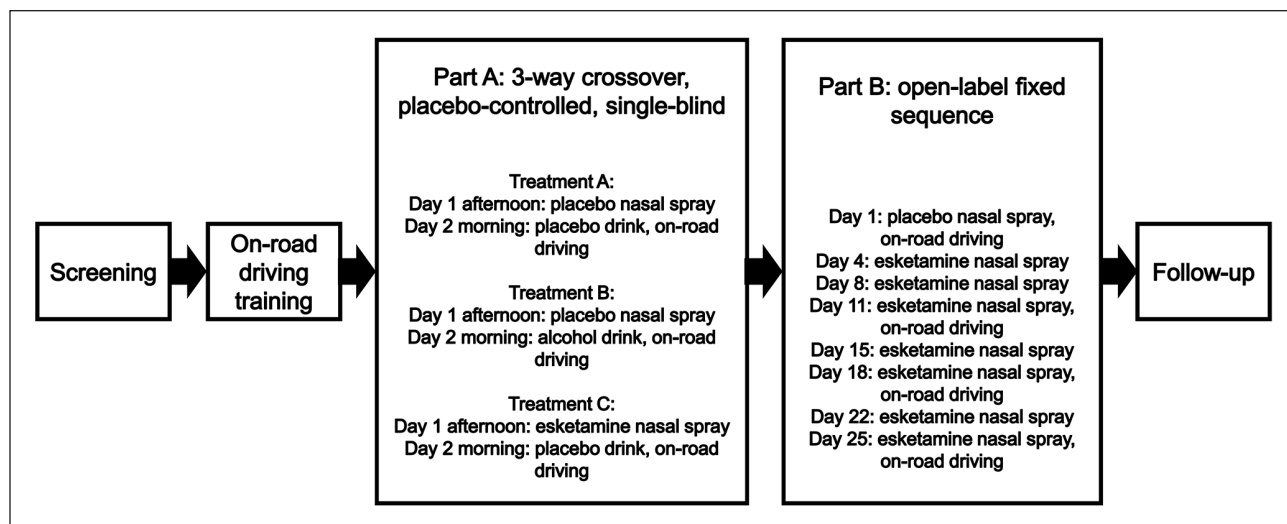 Screening
On-road
driving
training
Part A: 3-way crossover,
placebo-controlled, single-blind
Treatment A:
Day 1 afternoon: placebo nasal spray
Day 2 morning: placebo drink, on-road
driving
Treatment B:
Day 1 afternoon: placebo nasal spray
Day 2 morning: alcohol drink, on-road
driving
Treatment C:
Day 1 afternoon: esketamine nasal spray
Day 2 morning: placebo drink, on-road
driving
Part B: open-label fixed
sequence
Day 1: placebo nasal spray,
on-road driving
Day 4: esketamine nasal spray
Day 8: esketamine nasal spray
Day 11: esketamine nasal spray,
on-road driving
Day 15: esketamine nasal spray
Day 18: esketamine nasal spray,
on-road driving
Day 22: esketamine nasal spray
Day 25: esketamine nasal spray,
on-road driving
Follow-up